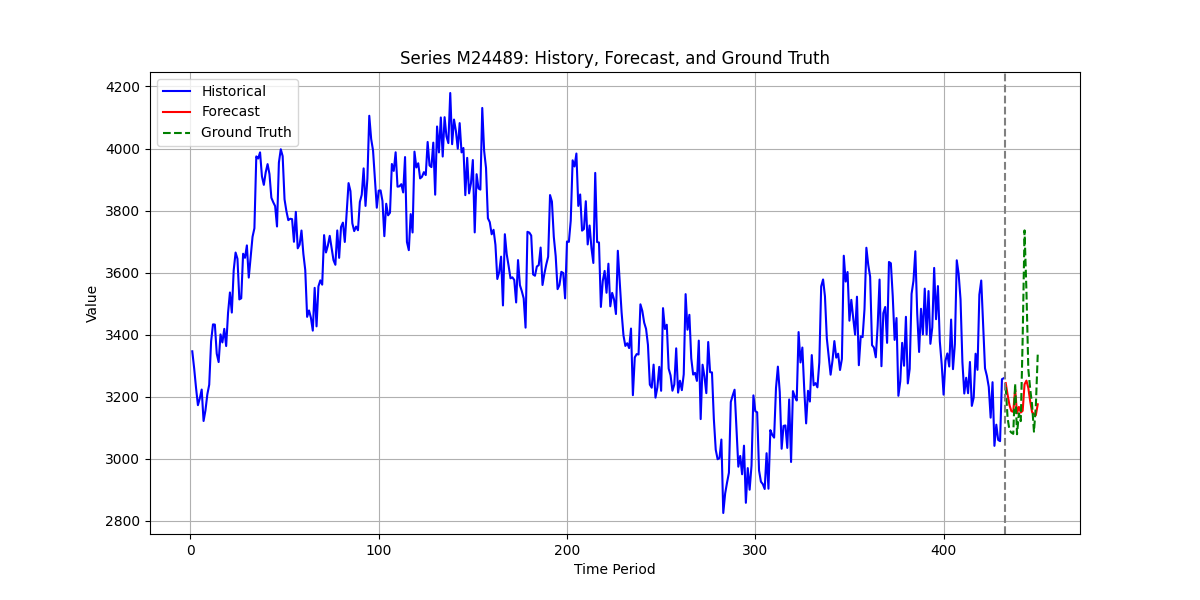 Series M24489: History, Forecast, and Ground Truth
Historical
Forecast
Ground Truth
4200
4000
3800
3600
3400
3200
3000
2800
Value
0 100 200 300 400
Time Period